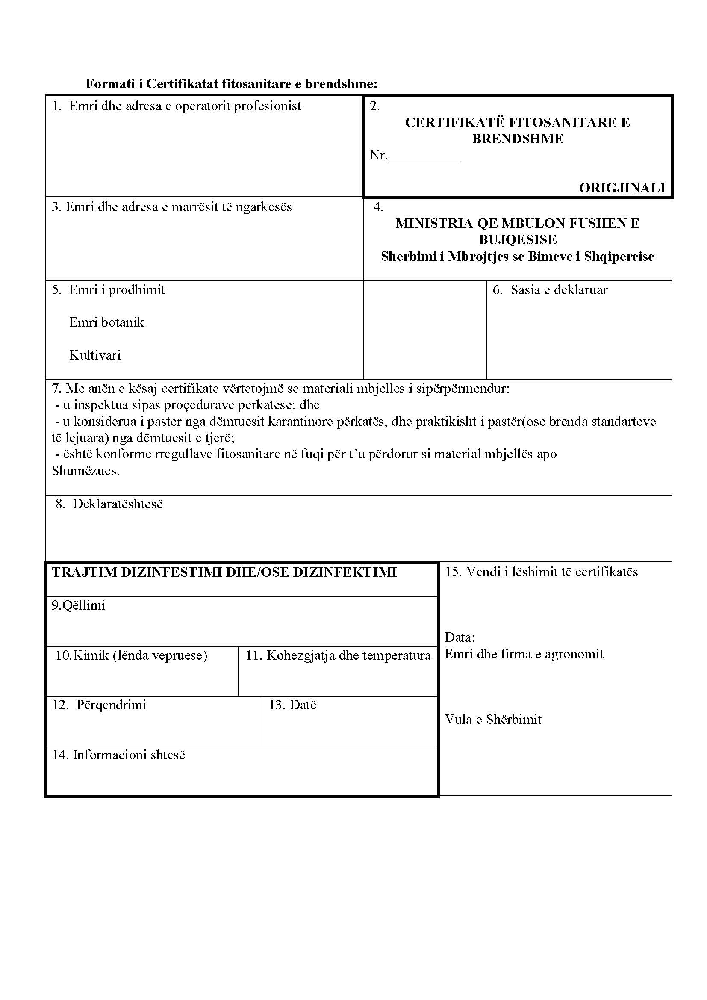 Formati i Certifikatat fitosanitare e brendshme:
1. Emri dhe adresa e operatorit profesionist
2.
CERTIFIKATË FITOSANITARE E
BRENDSHME
Nr.__________
ORIGJINALI
3. Emri dhe adresa e marrësit të ngarkesës
4.
MINISTRIA QE MBULON FUSHEN E
BUJQESISE
Sherbimi i Mbrojtjes se Bimeve i Shqipereise
5. Emri i prodhimit
Emri botanik
Kultivari
6. Sasia e deklaruar
7. Me anën e kësaj certifikate vërtetojmë se materiali mbjelles i sipërpërmendur:
- u inspektua sipas proçedurave perkatese; dhe
- u konsiderua i paster nga dëmtuesit karantinore përkatës, dhe praktikisht i pastër(ose brenda standarteve
të lejuara) nga dëmtuesit e tjerë;
- është konforme rregullave fitosanitare në fuqi për t’u përdorur si material mbjellës apo
Shumëzues.
8. Deklaratështesë
TRAJTIM DIZINFESTIMI DHE/OSE DIZINFEKTIMI
9.Qëllimi
10.Kimik (lënda vepruese)
11. Kohezgjatja dhe temperatura
12. Përqendrimi
13. Datë
14. Informacioni shtesë
15. Vendi i lëshimit të certifikatës
Data:
Emri dhe firma e agronomit
Vula e Shërbimit